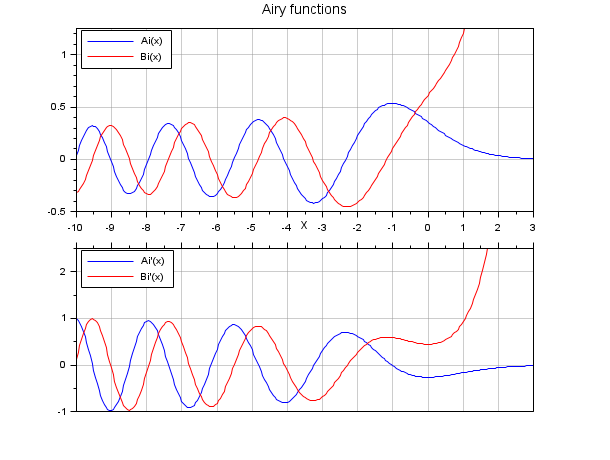 Airy functions
Ai(x)
Bi(x)
1
0.5
0
-0.5
-10 -9 -8 -7 -6 -5 -4 -3 -2 -1 0 1 2 3
X
Ai'(x)
Bi'(x)
2
1
0
-1